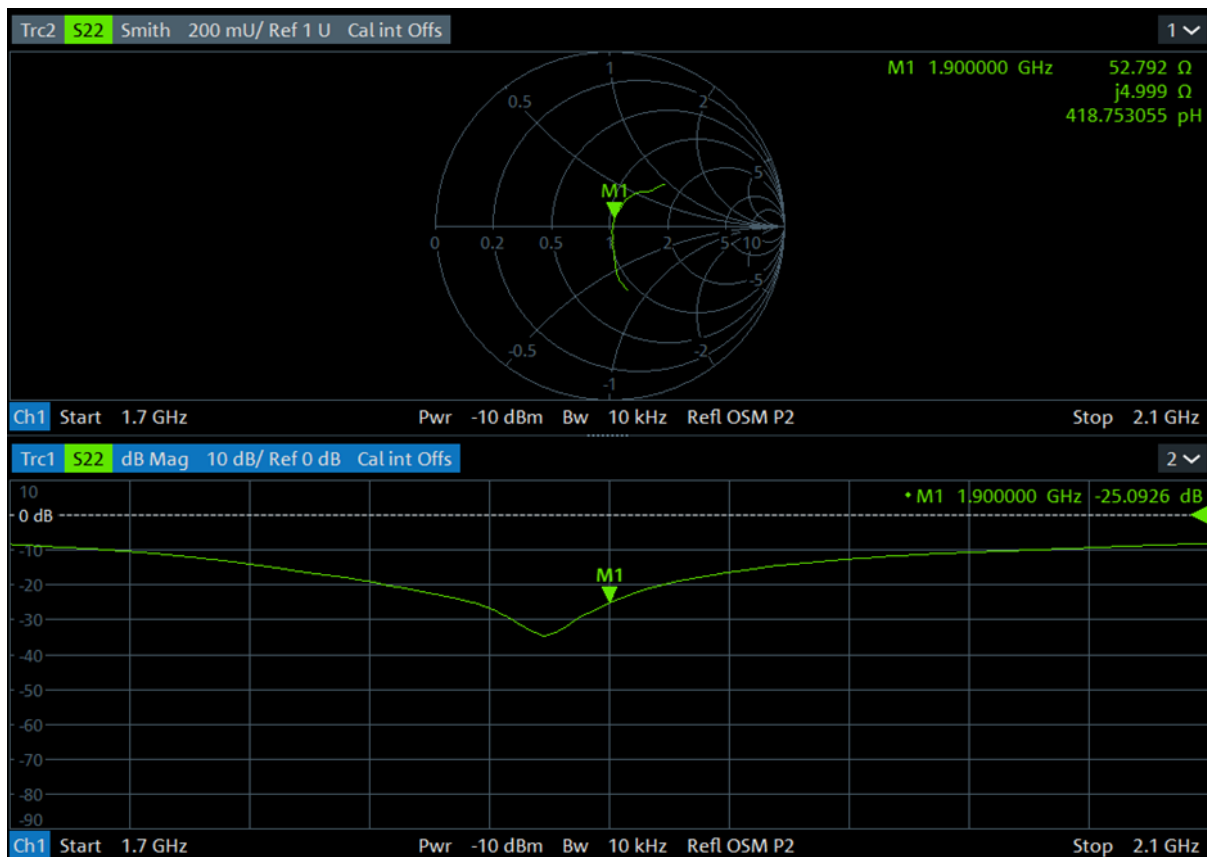 Trc2 S22 Smith 200 mU/ Ref 1 U Cal int Offs 1
M1 1.900000 GHz 52.792 Ω
j4.999 Ω
418.753055 pH
1
0.5 2
5
M1
0 0.2 0.5 1 2 5 10
-5
-0.5 -2
-1
Ch1 Start 1.7 GHz Pwr -10 dBm Bw 10 kHz Refl OSM P2 Stop 2.1 GHz
Trc1 S22 dB Mag 10 dB/ Ref 0 dB Cal int Offs 2
10
• M1 1.900000 GHz -25.0926 dB
0 dB
-10
M1
-20
-30
-40
-50
-60
-70
-80
-90
Ch1 Start 1.7 GHz Pwr -10 dBm Bw 10 kHz Refl OSM P2 Stop 2.1 GHz